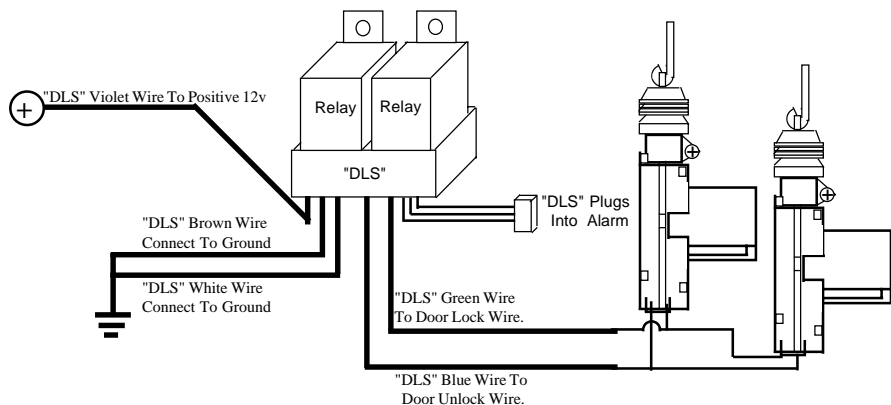 "DLS" Violet Wire To Positive 12v
+
Relay
Relay
"DLS"
"DLS" Plugs
Into Alarm
"DLS" Brown Wire
Connect To Ground
"DLS" White Wire
Connect To Ground
"DLS" Green Wire
To Door Lock Wire.
"DLS" Blue Wire To
Door Unlock Wire.